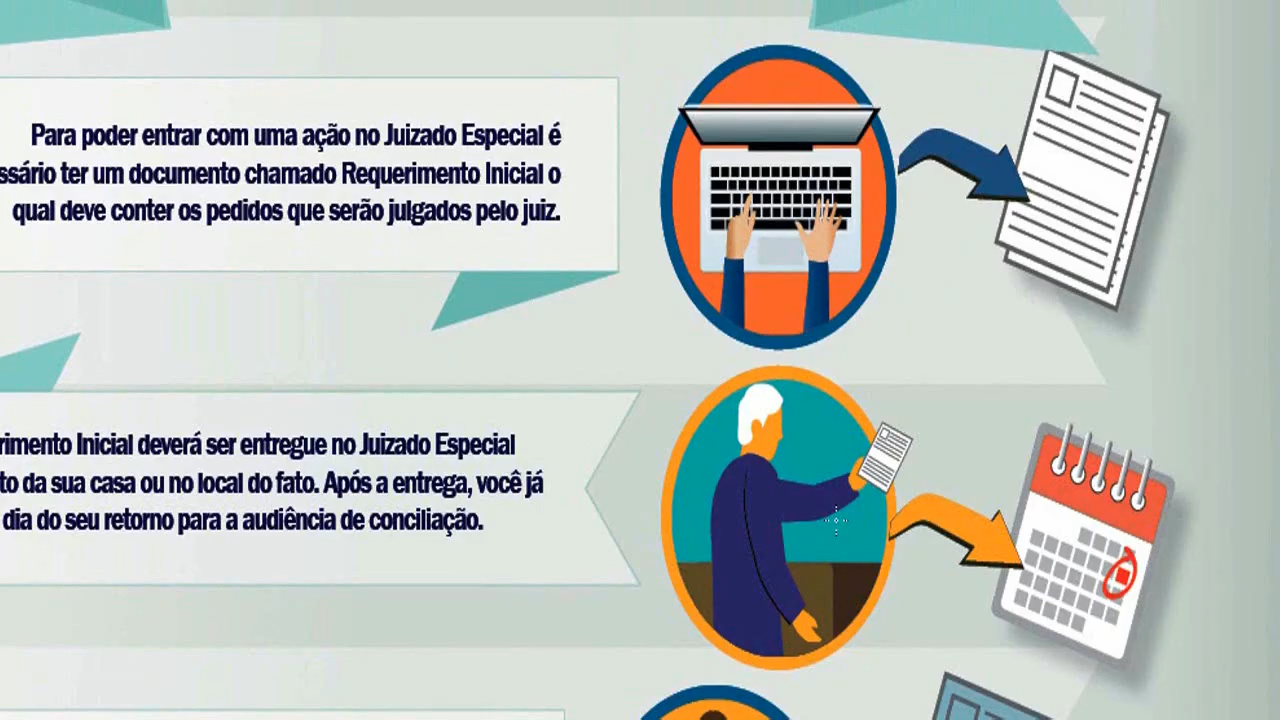 Para poder entrar com uma ação no Juizado Especial é
ssário ter um documento chamado Requerimento Inicial o
qual deve conter os pedidos que serão julgados pelo juiz.
rimento Inicial deverá ser entregue no Juizado Especial
to da sua casa ou no local do fato. Após a entrega, você já
dia do seu retorno para a audiência de conciliação.